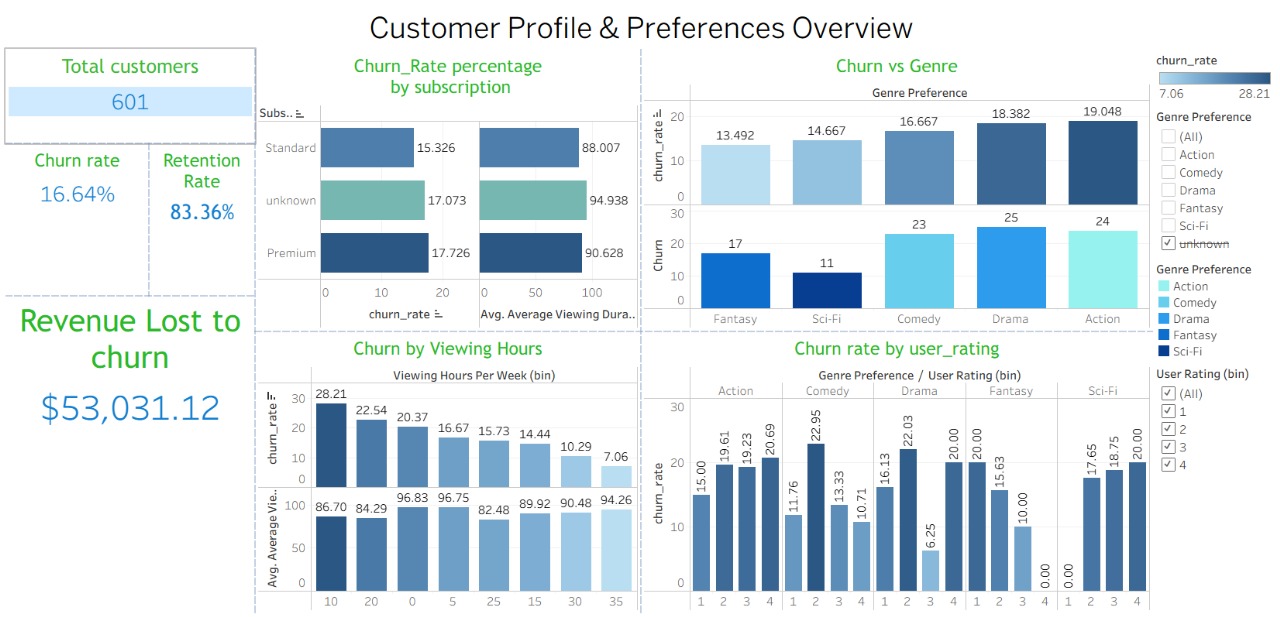 Customer Profile & Preferences Overview
Total customers
601
Churn rate
16.64%
Retention
Rate
83.36%
Revenue Lost to
churn
$53,031.12
Churn_Rate percentage
by subscription
Subs..
Standard
15.326
88.007
unknown
17.073
94.938
Premium
17.726
90.628
0 10 20 0 50 100
churn_rate
Avg. Average Viewing Dura..
Churn vs Genre
Genre Preference
churn_rate
20
10
0
13.492 14.667 16.667 18.382 19.048
Churn
30
20
10
0
17 11 23 25 24
Fantasy Sci-Fi Comedy Drama Action
churn_rate
7.06 28.21
Genre Preference
(All)
Action
Comedy
Drama
Fantasy
Sci-Fi
unknown
Genre Preference
Action
Comedy
Drama
Fantasy
Sci-Fi
User Rating (bin)
(All)
1
2
3
4
Churn by Viewing Hours
Viewing Hours Per Week (bin)
churn_rate
30
20
10
0
28.21 22.54 20.37 16.67 15.73 14.44 10.29 7.06
Avg. Average Vie..
100
50
0
86.70 84.29 96.83 96.75 82.48 89.92 90.48 94.26
10 20 0 5 25 15 30 35
Churn rate by user_rating
Genre Preference / User Rating (bin)
Action Comedy Drama Fantasy Sci-Fi
churn_rate
30
20
10
0
15.00 19.61 19.23 20.69 11.76 22.95 13.33 10.71 16.13 22.03 6.25 20.00 20.00 15.63 10.00 0.00 0.00 17.65 18.75 20.00
1 2 3 4 1 2 3 4 1 2 3 4 1 2 3 4 1 2 3 4